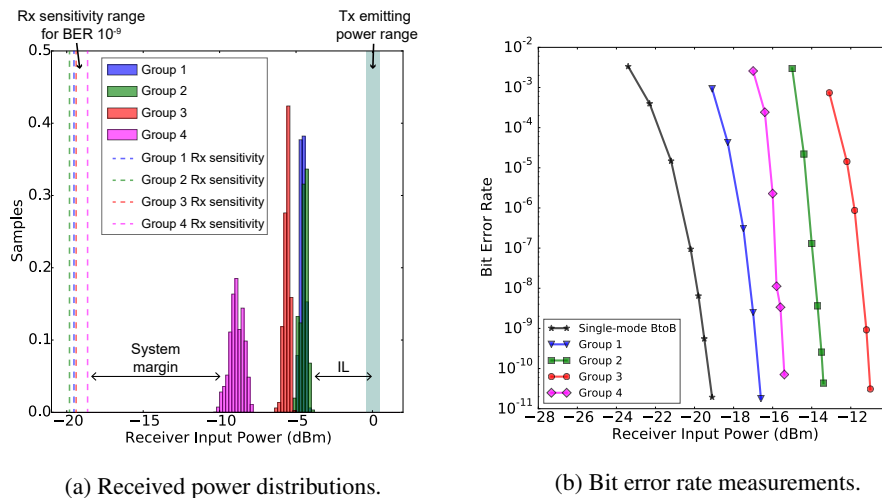 Rx sensitivity range
for BER 10⁻⁹
Tx emitting
power range
0.5
0.4
0.3
0.2
0.1
0.0
Samples
Group 1
Group 2
Group 3
Group 4
Group 1 Rx sensitivity
Group 2 Rx sensitivity
Group 3 Rx sensitivity
Group 4 Rx sensitivity
System
margin
IL
−20 −15 −10 −5 0
Receiver Input Power (dBm)
(a) Received power distributions.
10⁻²
10⁻³
10⁻⁴
10⁻⁵
10⁻⁶
10⁻⁷
10⁻⁸
10⁻⁹
10⁻¹⁰
10⁻¹¹
Bit Error Rate
Single-mode BtoB
Group 1
Group 2
Group 3
Group 4
−28 −26 −24 −22 −20 −18 −16 −14 −12
Receiver Input Power (dBm)
(b) Bit error rate measurements.